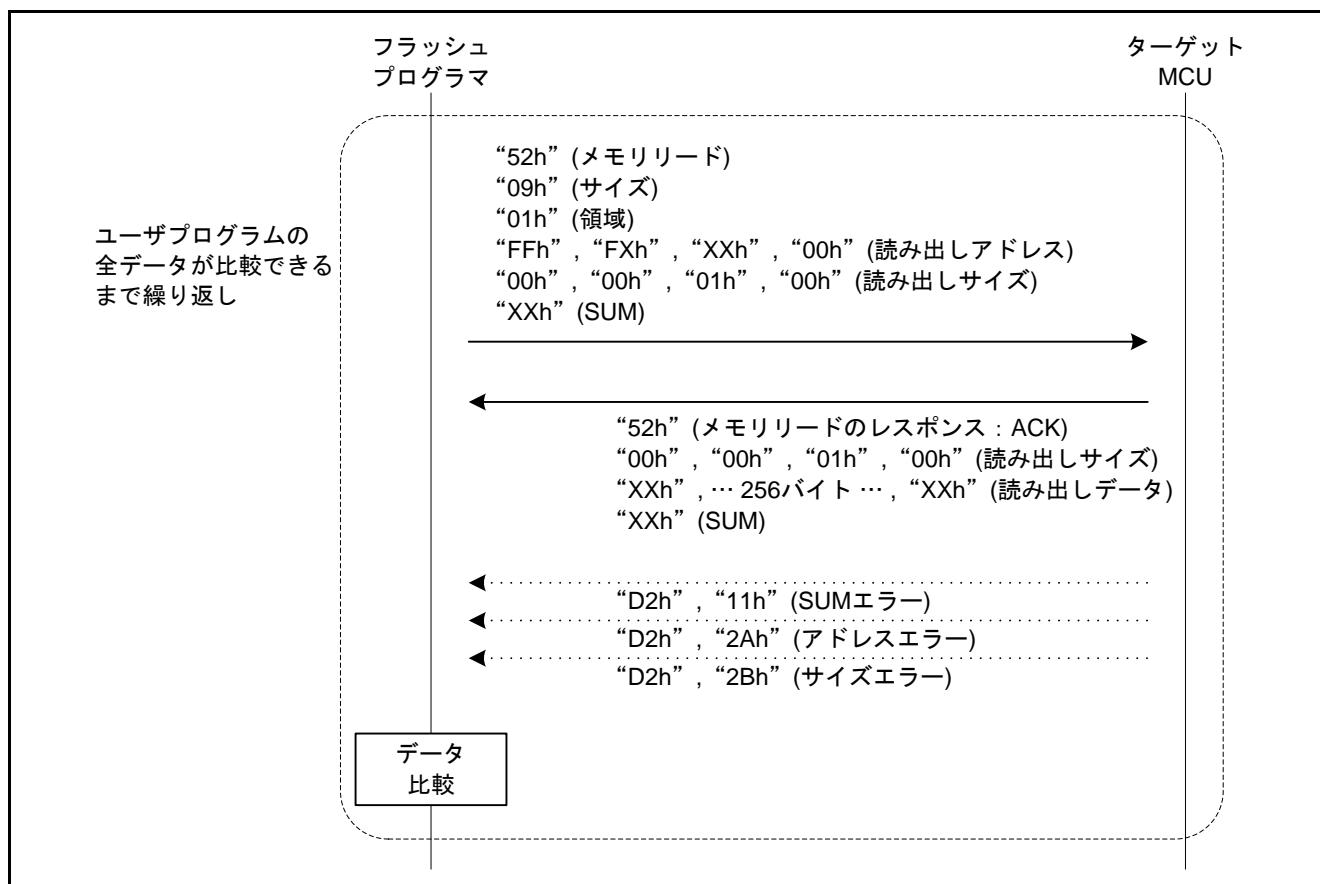 フラッシュ
プログラマ
ターゲット
MCU
“52h” (メモリリード)
“09h” (サイズ)
“01h” (領域)
“FFh” , “FXh” , “XXh” , “00h” (読み出しアドレス)
“00h” , “00h” , “01h” , “00h” (読み出しサイズ)
“XXh” (SUM)
ユーザプログラムの
全データが比較できる
まで繰り返し
“52h” (メモリリードのレスポンス : ACK)
“00h” , “00h” , “01h” , “00h” (読み出しサイズ)
“XXh” , … 256バイト … , “XXh” (読み出しデータ)
“XXh” (SUM)
“D2h” , “11h” (SUMエラー)
“D2h” , “2Ah” (アドレスエラー)
“D2h” , “2Bh” (サイズエラー)
データ
比較